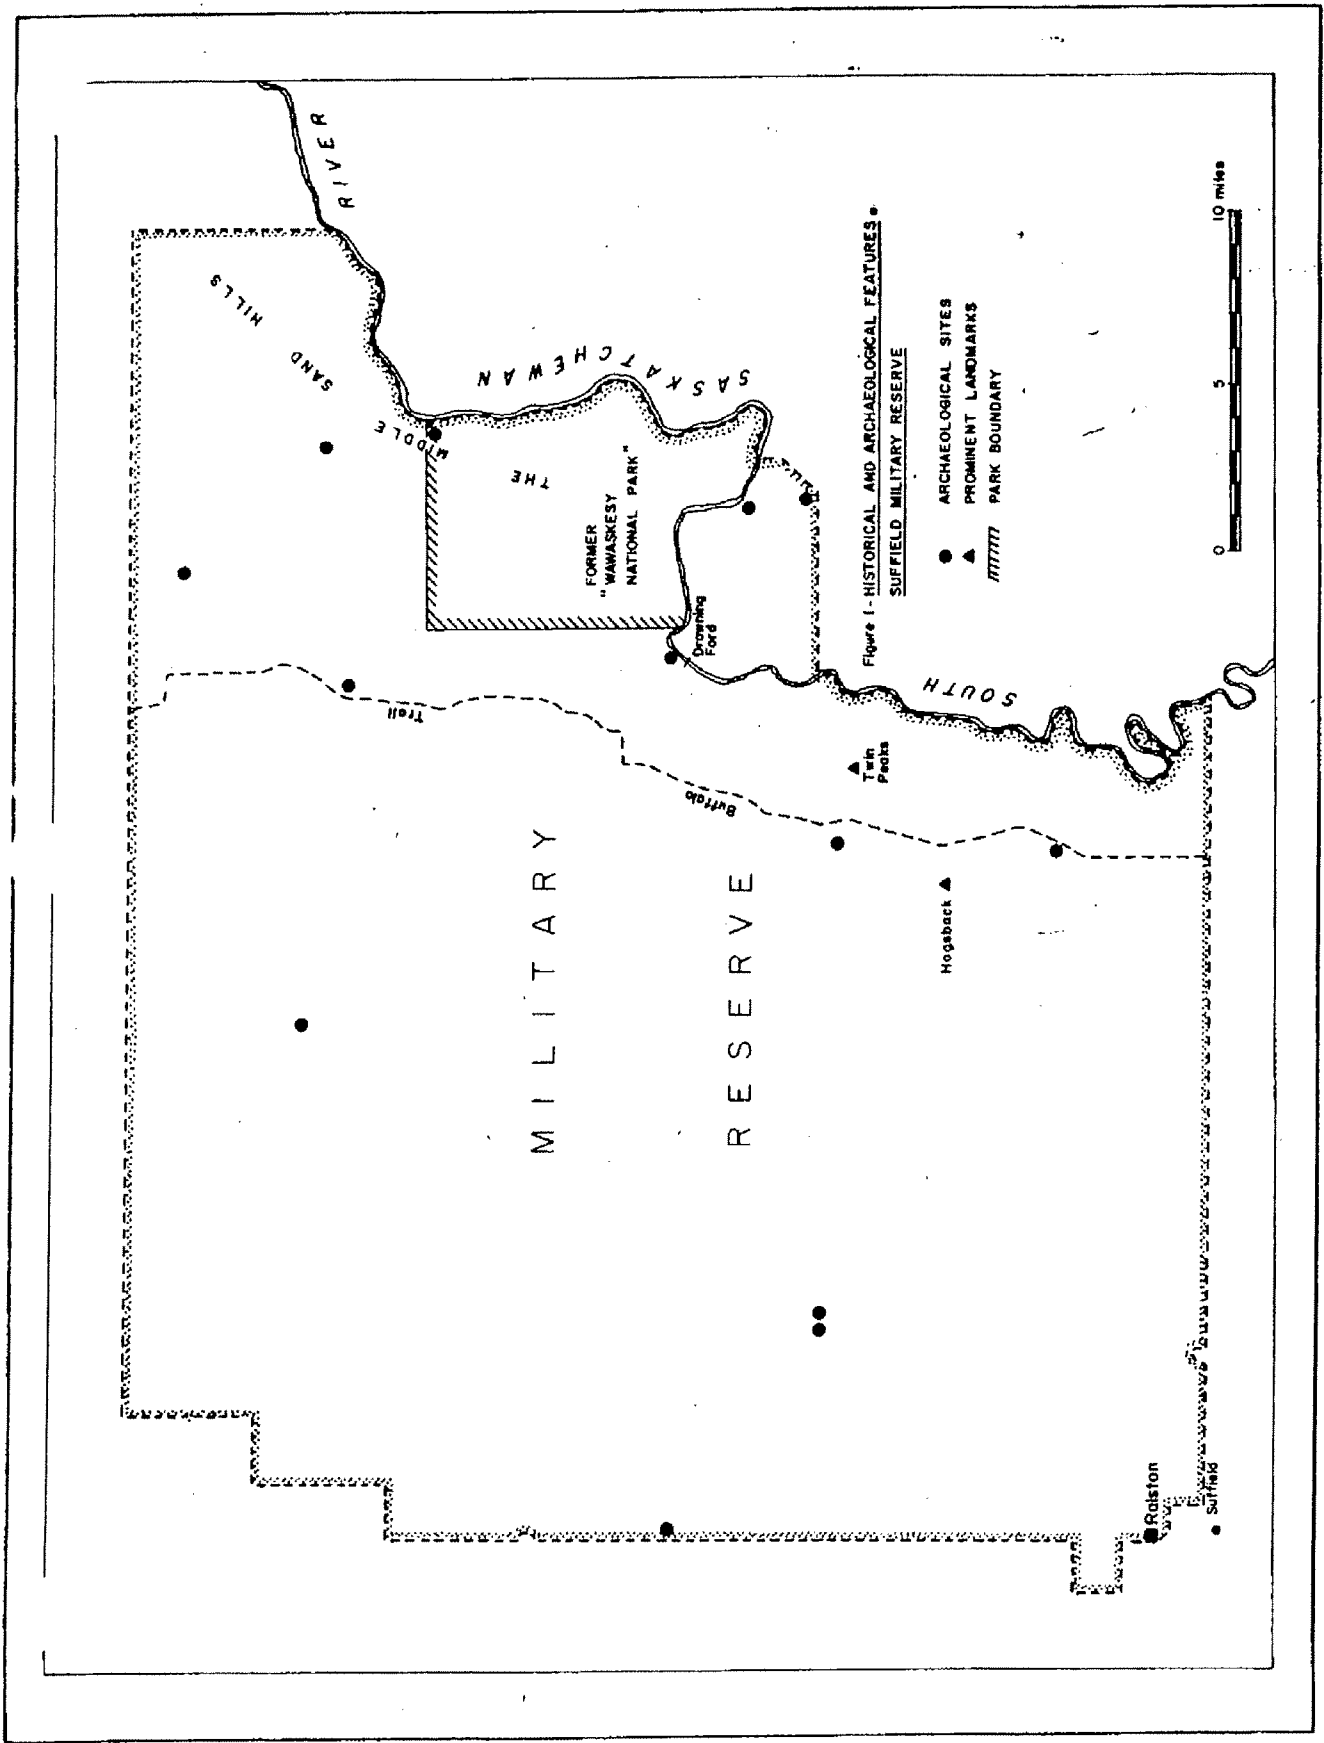 RIVER
THE MIDDLE SAND HILLS
SOUTH SASKATCHEWAN
FORMER
"WAWASKESY
NATIONAL PARK"
Drowning
Ford
Buffalo Trail
Twin
Peaks
Hogsback
MILITARY
RESERVE
Ralston
Suffield
Figure 1-HISTORICAL AND ARCHAEOLOGICAL FEATURES.
SUFFIELD MILITARY RESERVE
ARCHAEOLOGICAL SITES
PROMINENT LANDMARKS
PARK BOUNDARY
0 5 10 miles